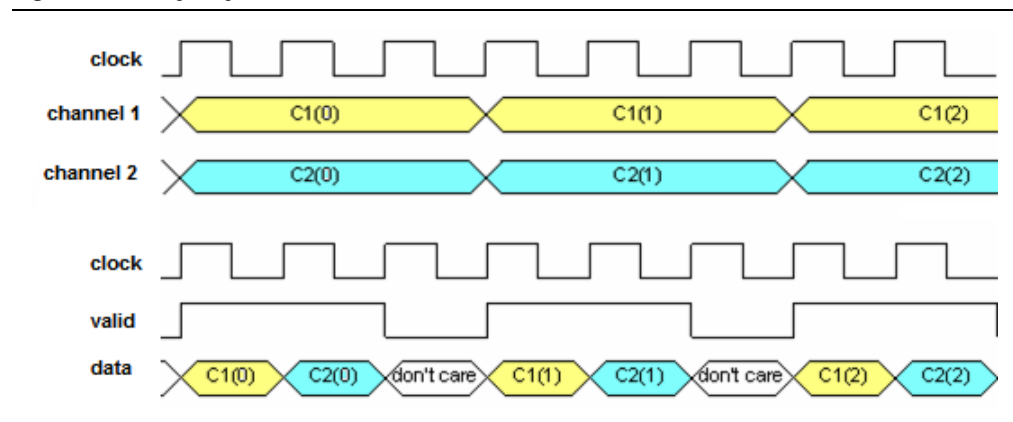 clock
channel 1 C1(0) C1(1) C1(2)
channel 2 C2(0) C2(1) C2(2)
clock
valid
data C1(0) C2(0) don't care C1(1) C2(1) don't care C1(2) C2(2)